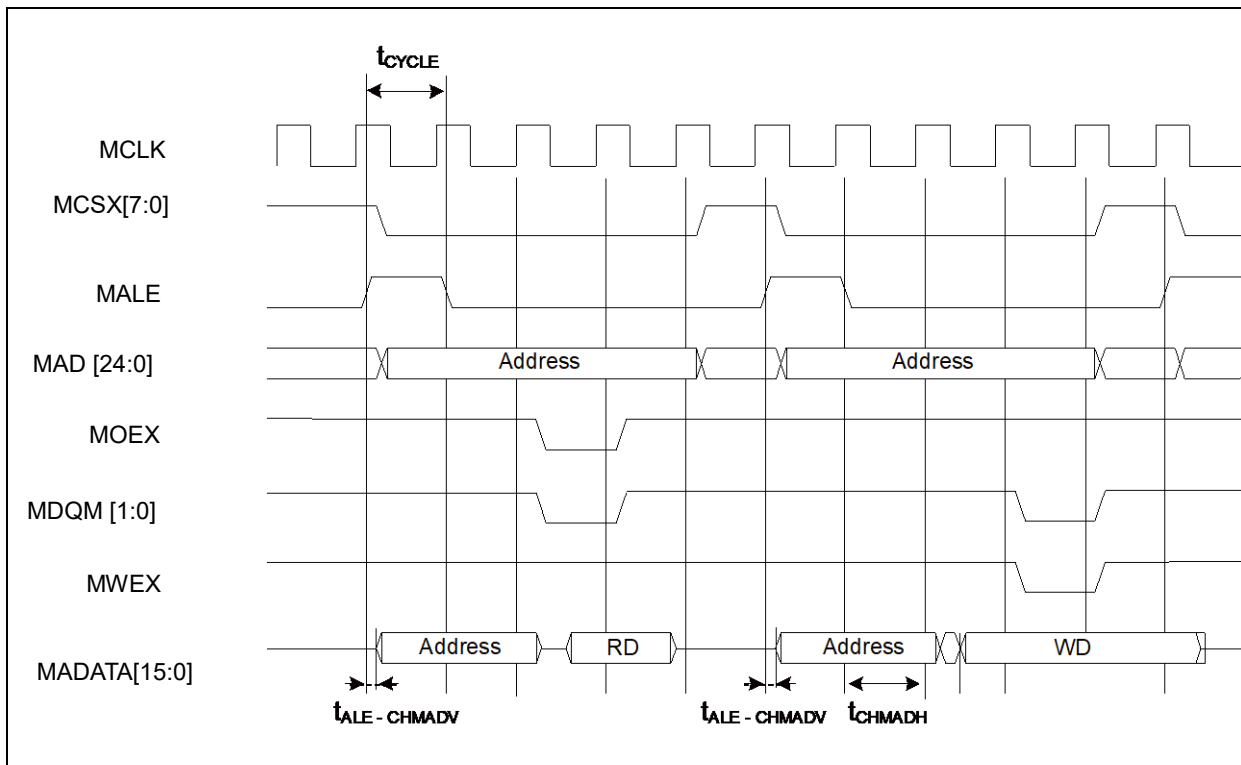 tCYCLE
MCLK
MCSX[7:0]
MALE
MAD [24:0]
Address
Address
MOEX
MDQM [1:0]
MWEX
MADATA[15:0]
Address
RD
Address
WD
tALE - CHMADV
tALE - CHMADV
tCHMADH